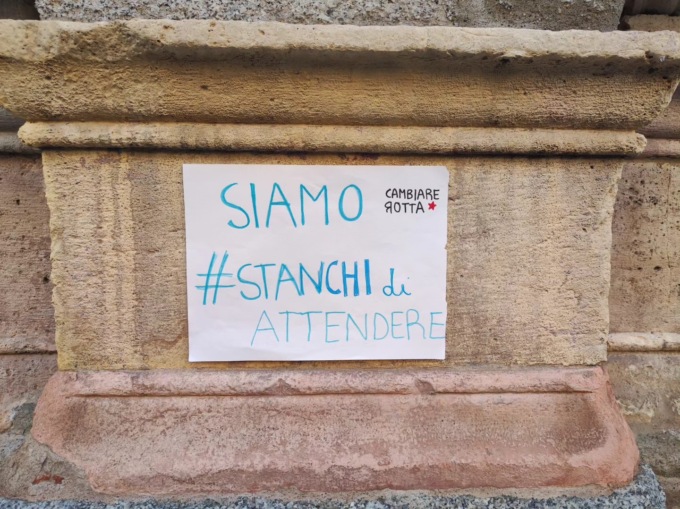 SIAMO
CAMBIARE
ROTTA
#STANCHI di
ATTENDERE